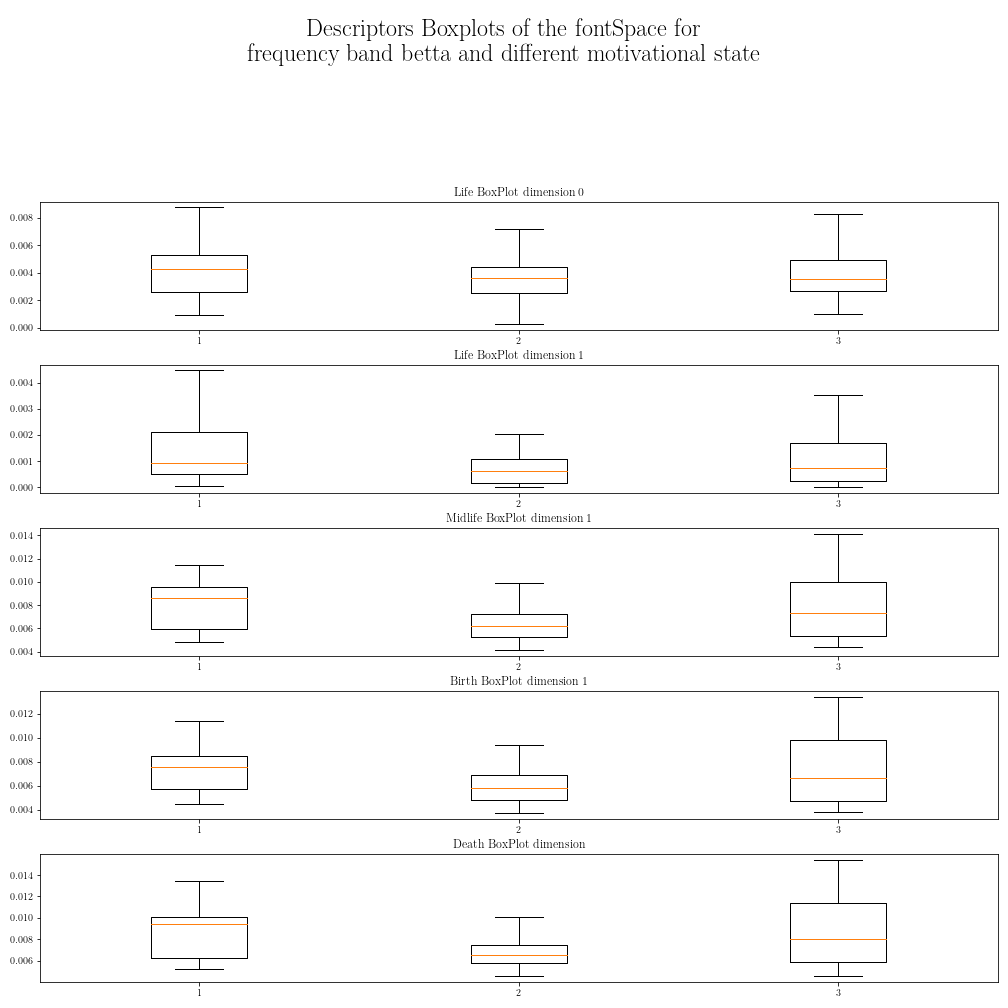 Descriptors Boxplots of the fontSpace for
frequency band betta and different motivational state
Life BoxPlot dimension 0
0.008
0.006
0.004
0.002
0.000
1 2 3
Life BoxPlot dimension 1
0.004
0.003
0.002
0.001
0.000
1 2 3
Midlife BoxPlot dimension 1
0.014
0.012
0.010
0.008
0.006
0.004
1 2 3
Birth BoxPlot dimension 1
0.012
0.010
0.008
0.006
0.004
1 2 3
Death BoxPlot dimension
0.014
0.012
0.010
0.008
0.006
1 2 3